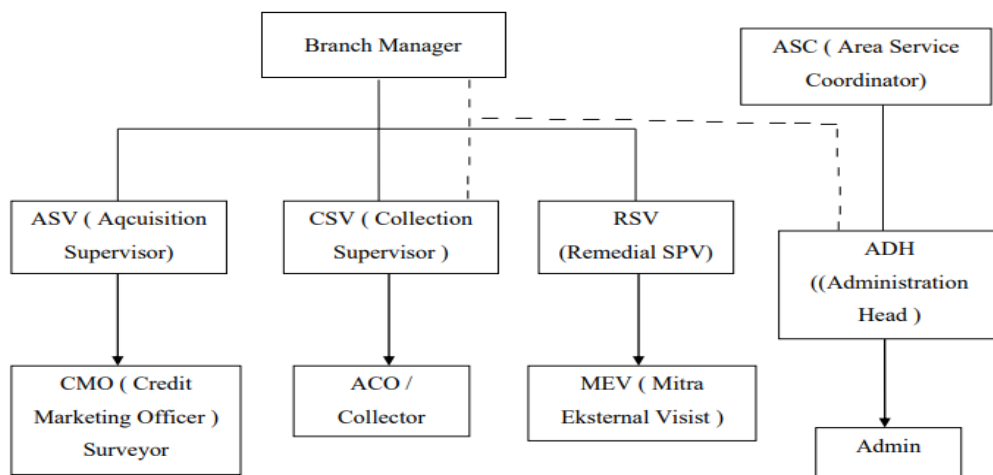 Branch Manager
ASC ( Area Service
Coordinator)
ASV ( Aqcuisition
Supervisor)
CSV ( Collection
Supervisor )
RSV
(Remedial SPV)
ADH
((Administration
Head )
CMO ( Credit
Marketing Officer )
Surveyor
ACO /
Collector
MEV ( Mitra
Eksternal Visist )
Admin